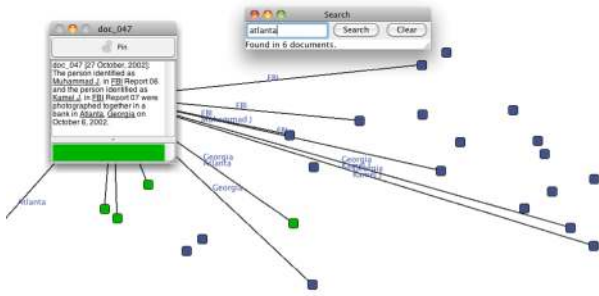 doc_047
Pin
doc_047 [27 October, 2002]:
The person identified as
Muhammad J. in FBI Report 06
and the person identified as
Kamel J. in FBI Report 07 were
photographed together in a
bank in Atlanta, Georgia on
October 6, 2002.
Search
atlanta
Search
Clear
Found in 6 documents.
FBI
FBI
FBI
Muhammad J
FBI
Georgia
Atlanta
Georgia
Georgia
Kamel J
Atlanta